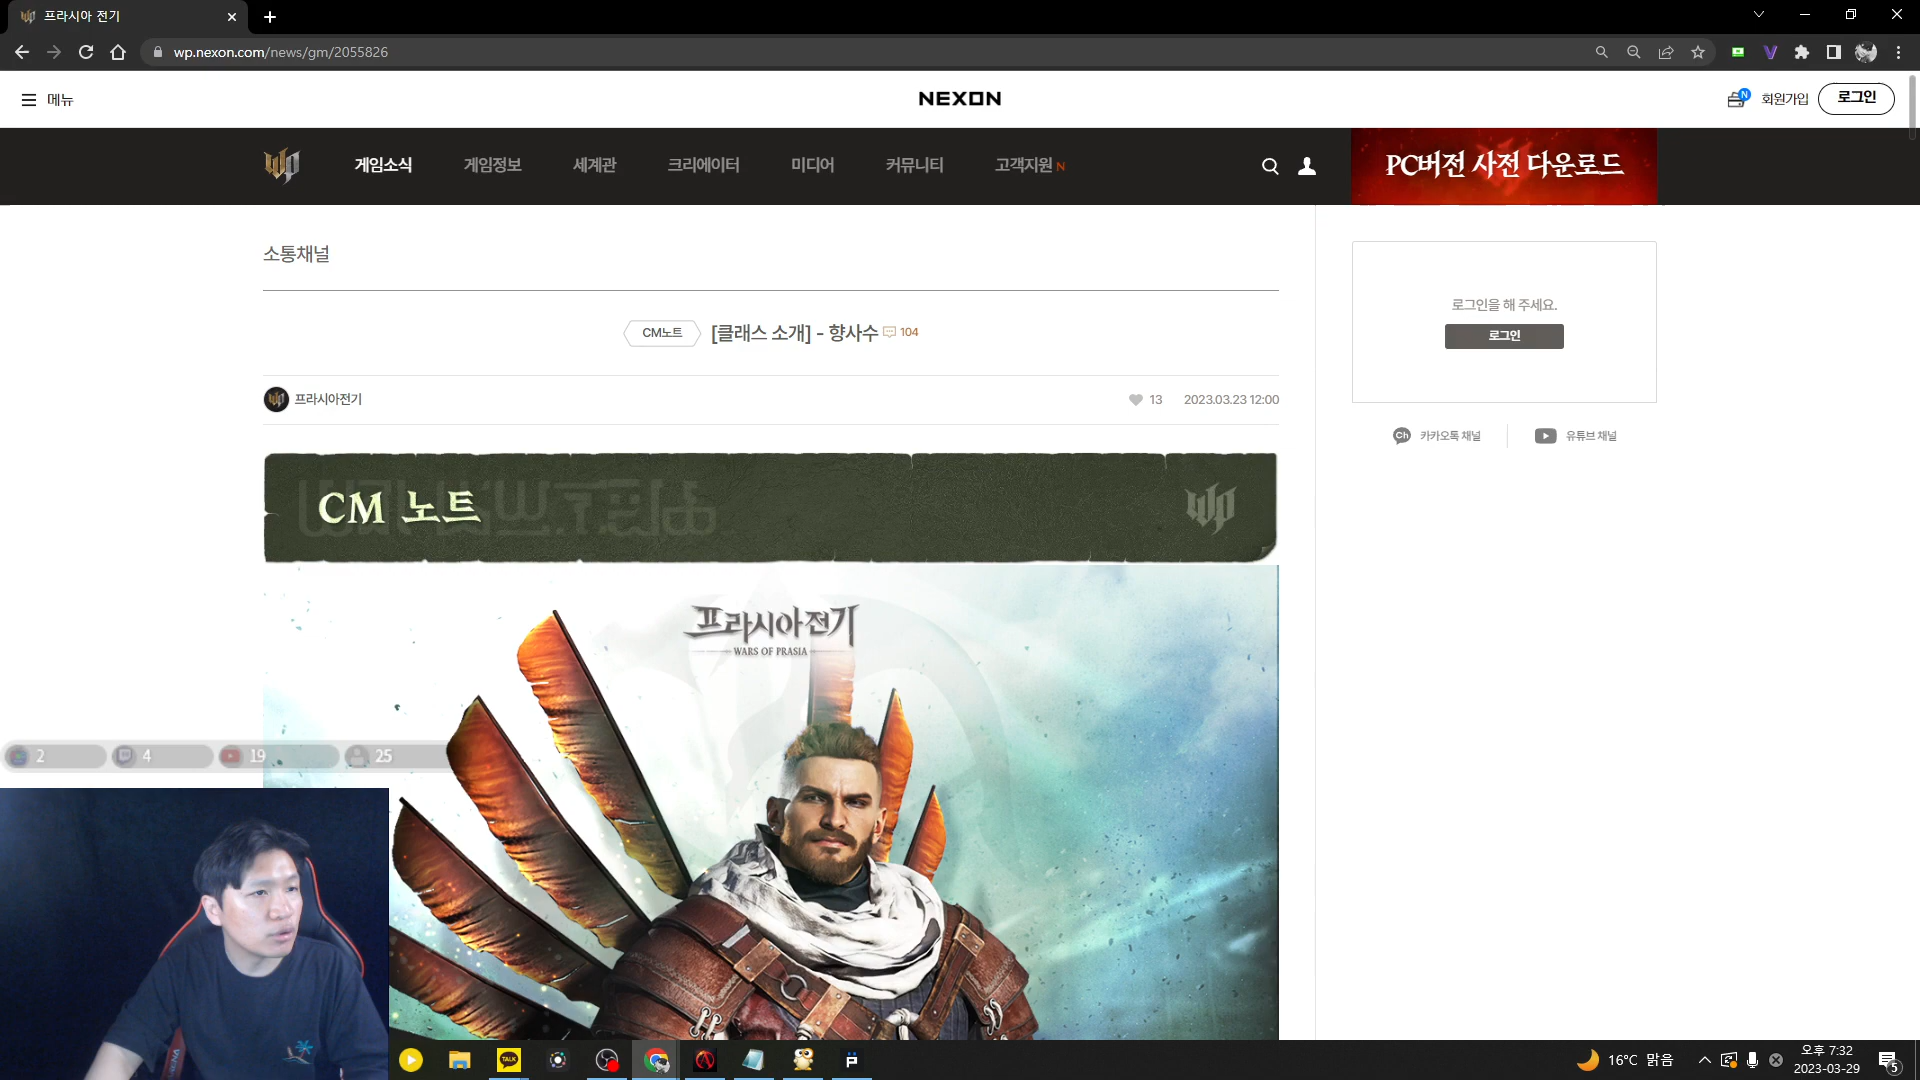 프라시아 전기
wp.nexon.com/news/gm/2055826
메뉴
NEXON
N
회원가입
로그인
게임소식
게임정보
세계관
크리에이터
미디어
커뮤니티
고객지원 N
PC버전 사전 다운로드
소통채널
로그인을 해 주세요.
로그인
CM노트
[클래스 소개] - 향사수
104
프라시아전기
13
2023.03.23 12:00
Ch 카카오톡 채널
유튜브 채널
CM 노트
프라시아전기
WARS OF PRASIA
2
4
19
25
TALK
16°C 맑음
오후 7:32
2023-03-29
5